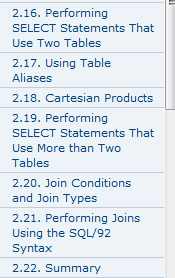 2.16. Performing
SELECT Statements That
Use Two Tables
2.17. Using Table
Aliases
2.18. Cartesian Products
2.19. Performing
SELECT Statements That
Use More than Two
Tables
2.20. Join Conditions
and Join Types
2.21. Performing Joins
Using the SQL/92
Syntax
2.22. Summary